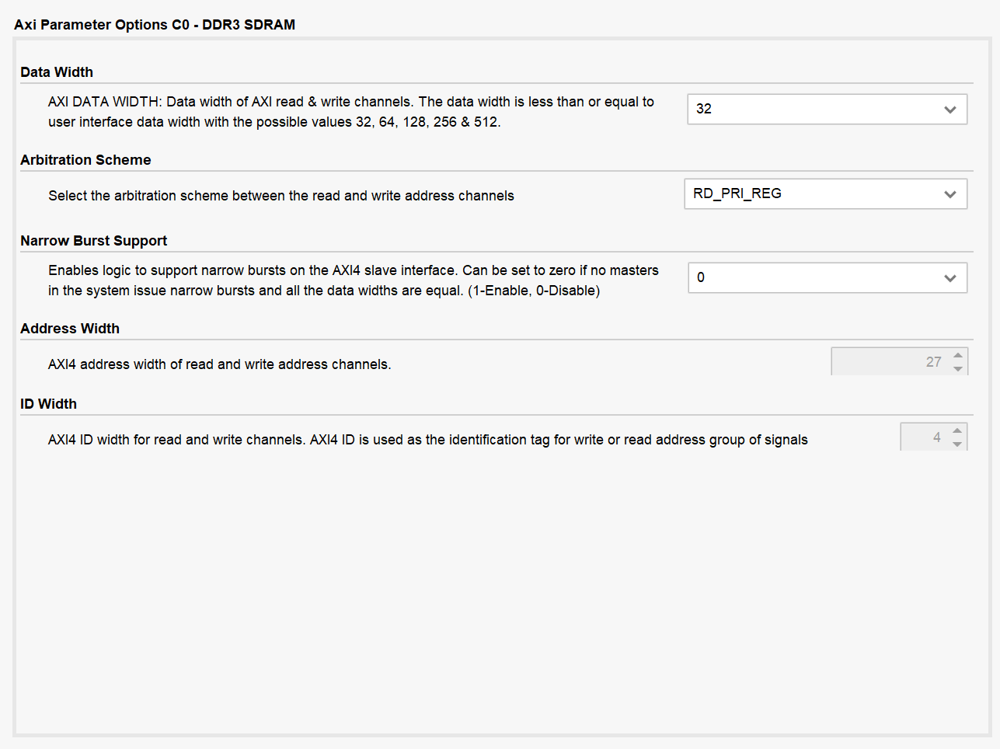 Axi Parameter Options C0 - DDR3 SDRAM
Data Width
AXI DATA WIDTH: Data width of AXI read & write channels. The data width is less than or equal to
user interface data width with the possible values 32, 64, 128, 256 & 512.
32
Arbitration Scheme
Select the arbitration scheme between the read and write address channels
RD_PRI_REG
Narrow Burst Support
Enables logic to support narrow bursts on the AXI4 slave interface. Can be set to zero if no masters
in the system issue narrow bursts and all the data widths are equal. (1-Enable, 0-Disable)
0
Address Width
AXI4 address width of read and write address channels.
27
ID Width
AXI4 ID width for read and write channels. AXI4 ID is used as the identification tag for write or read address group of signals
4